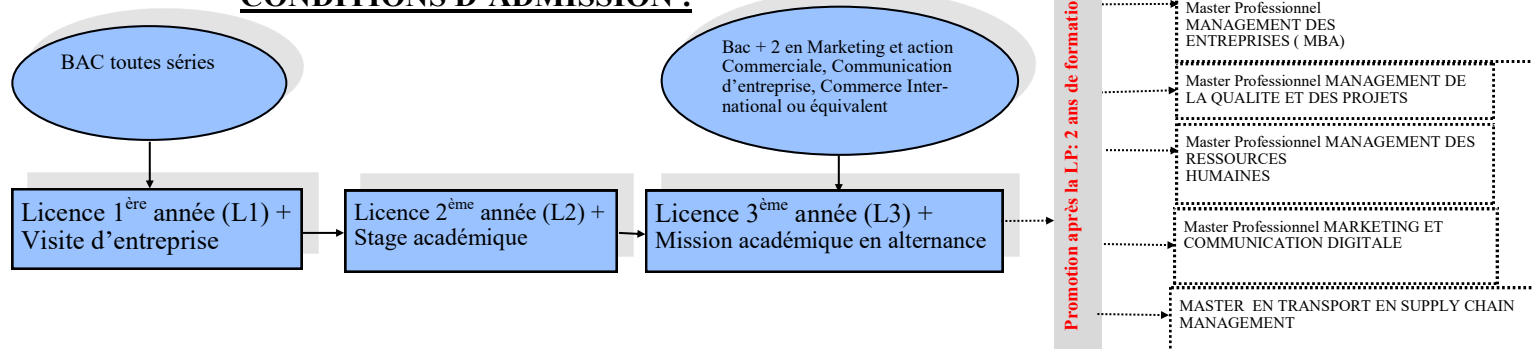 CONDITIONS D'ADMISSION :
BAC toutes séries
Bac + 2 en Marketing et action
Commerciale, Communication
d'entreprise, Commerce Inter-
national ou équivalent
Licence 1ère année (L1) +
Visite d'entreprise
Licence 2ème année (L2) +
Stage académique
Licence 3ème année (L3) +
Mission académique en alternance
Promotion après la LP: 2 ans de formation
Master Professionnel
MANAGEMENT DES
ENTREPRISES ( MBA)
Master Professionnel MANAGEMENT DE
LA QUALITE ET DES PROJETS
Master Professionnel MANAGEMENT DES
RESSOURCES
HUMAINES
Master Professionnel MARKETING ET
COMMUNICATION DIGITALE
MASTER EN TRANSPORT EN SUPPLY CHAIN
MANAGEMENT